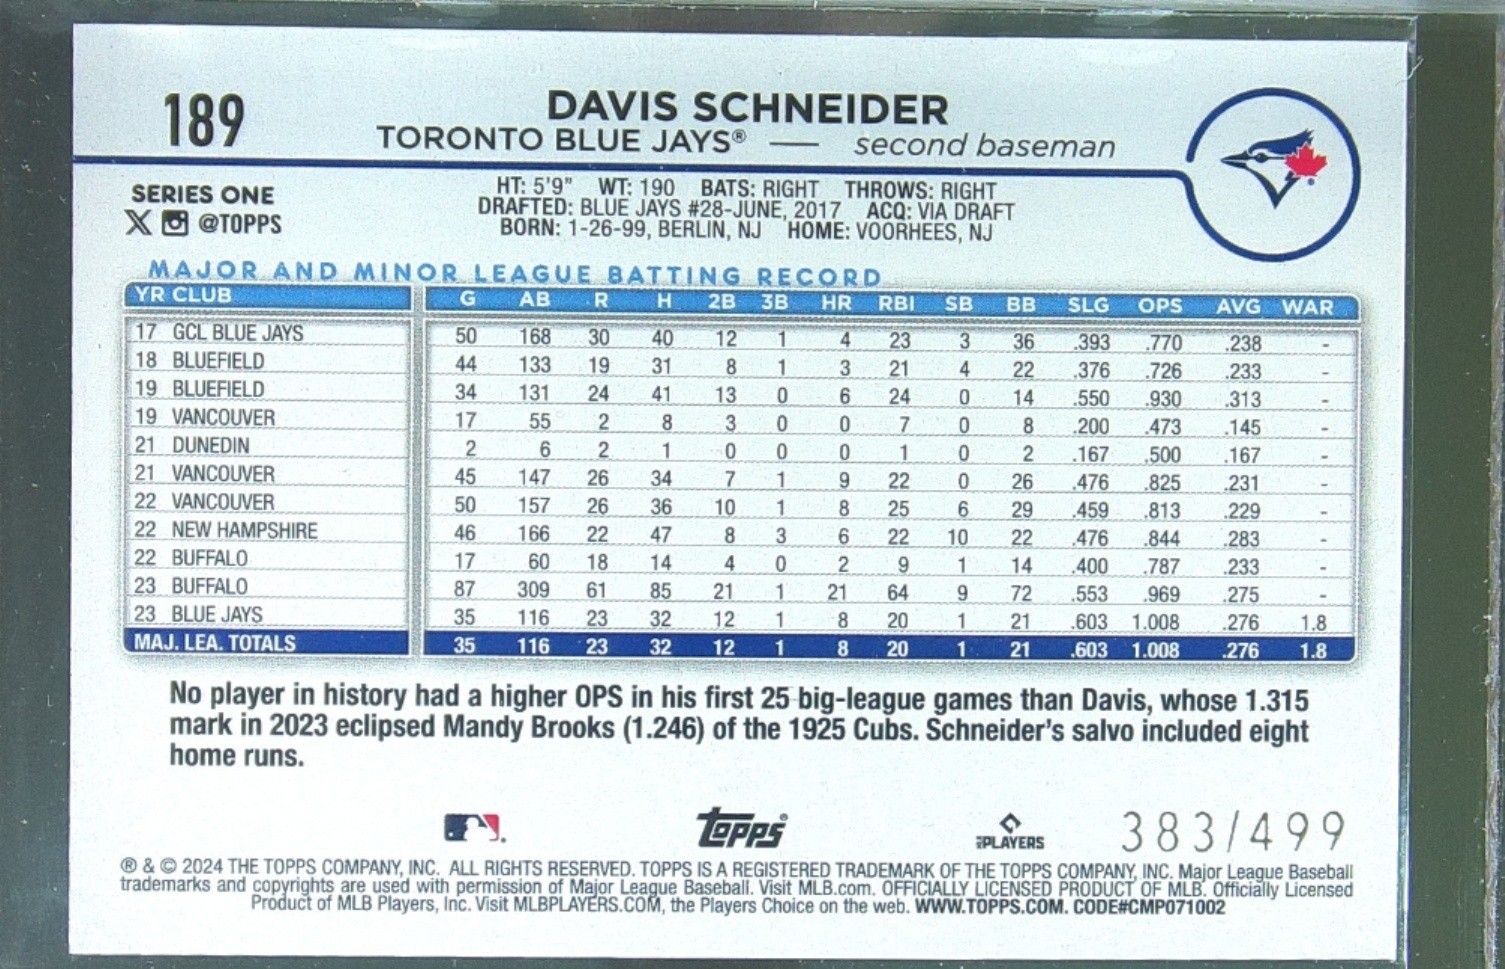 189
DAVIS SCHNEIDER
TORONTO BLUE JAYS® — second baseman
SERIES ONE
@TOPPS
HT: 5'9" WT: 190 BATS: RIGHT THROWS: RIGHT
DRAFTED: BLUE JAYS #28-JUNE, 2017 ACQ: VIA DRAFT
BORN: 1-26-99, BERLIN, NJ HOME: VOORHEES, NJ
MAJOR AND MINOR LEAGUE BATTING RECORD
YR CLUB G AB R H 2B 3B HR RBI SB BB SLG OPS AVG WAR
17 GCL BLUE JAYS 50 168 30 40 12 1 4 23 3 36 .393 .770 .238 -
18 BLUEFIELD 44 133 19 31 8 1 3 21 4 22 .376 .726 .233 -
19 BLUEFIELD 34 131 24 41 13 0 6 24 0 14 .550 .930 .313 -
19 VANCOUVER 17 55 2 8 3 0 0 7 0 8 .200 .473 .145 -
21 DUNEDIN 2 6 2 1 0 0 0 1 0 2 .167 .500 .167 -
21 VANCOUVER 45 147 26 34 7 1 9 22 0 26 .476 .825 .231 -
22 VANCOUVER 50 157 26 36 10 1 8 25 6 29 .459 .813 .229 -
22 NEW HAMPSHIRE 46 166 22 47 8 3 6 22 10 22 .476 .844 .283 -
22 BUFFALO 17 60 18 14 4 0 2 9 1 14 .400 .787 .233 -
23 BUFFALO 87 309 61 85 21 1 21 64 9 72 .553 .969 .275 -
23 BLUE JAYS 35 116 23 32 12 1 8 20 1 21 .603 1.008 .276 1.8
MAJ. LEA. TOTALS 35 116 23 32 12 1 8 20 1 21 .603 1.008 .276 1.8
No player in history had a higher OPS in his first 25 big-league games than Davis, whose 1.315
mark in 2023 eclipsed Mandy Brooks (1.246) of the 1925 Cubs. Schneider's salvo included eight
home runs.
Topps
PLAYERS
383/499
® & © 2024 THE TOPPS COMPANY, INC. ALL RIGHTS RESERVED. TOPPS IS A REGISTERED TRADEMARK OF THE TOPPS COMPANY, INC. Major League Baseball
trademarks and copyrights are used with permission of Major League Baseball. Visit MLB.com. OFFICIALLY LICENSED PRODUCT OF MLB. Officially Licensed
Product of MLB Players, Inc. Visit MLBPLAYERS.COM, the Players Choice on the web. WWW.TOPPS.COM. CODE#CMP071002